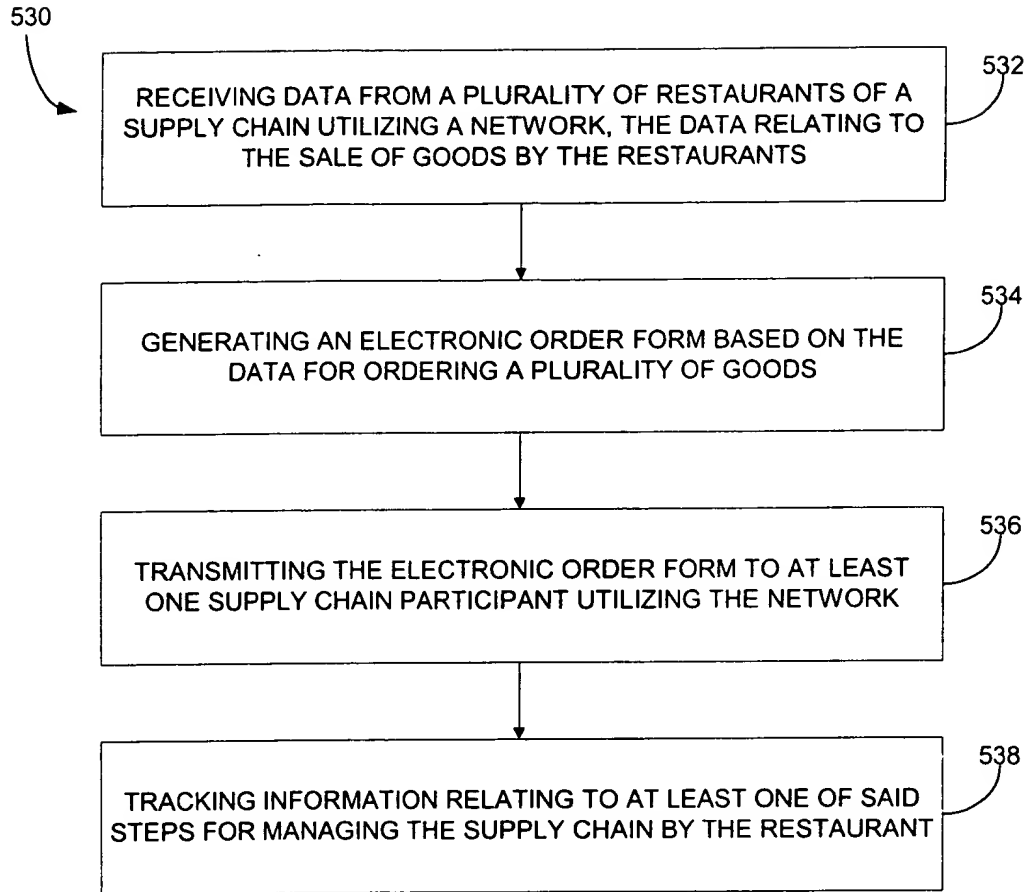 530
532
RECEIVING DATA FROM A PLURALITY OF RESTAURANTS OF A
SUPPLY CHAIN UTILIZING A NETWORK, THE DATA RELATING TO
THE SALE OF GOODS BY THE RESTAURANTS
534
GENERATING AN ELECTRONIC ORDER FORM BASED ON THE
DATA FOR ORDERING A PLURALITY OF GOODS
536
TRANSMITTING THE ELECTRONIC ORDER FORM TO AT LEAST
ONE SUPPLY CHAIN PARTICIPANT UTILIZING THE NETWORK
538
TRACKING INFORMATION RELATING TO AT LEAST ONE OF SAID
STEPS FOR MANAGING THE SUPPLY CHAIN BY THE RESTAURANT